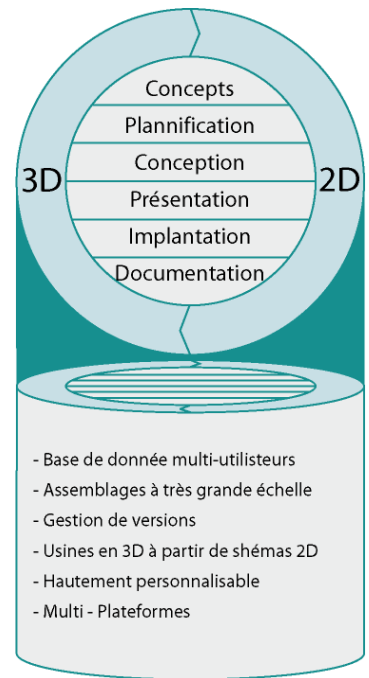 Concepts
Plannification
Conception
3D
2D
Présentation
Implantation
Documentation
- Base de donnée multi-utilisteurs
- Assemblages à très grande échelle
- Gestion de versions
- Usines en 3D à partir de shémas 2D
- Hautement personnalisable
- Multi - Plateformes